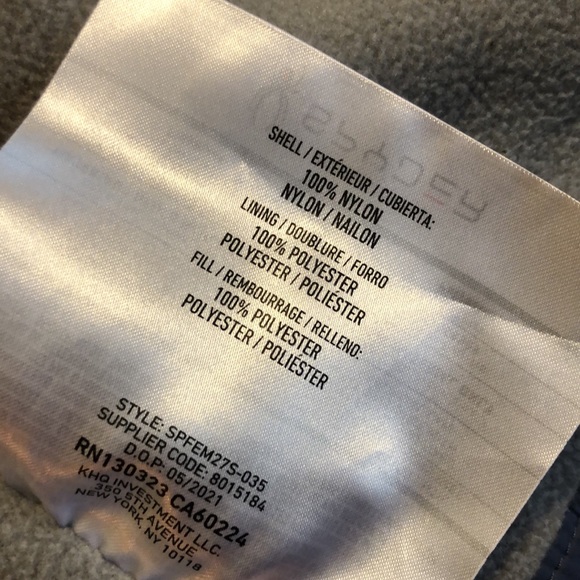 SHELL / EXTÉRIEUR / CUBIERTA:
100% NYLON
NYLON / NAILON
LINING / DOUBLURE / FORRO
100% POLYESTER
POLYESTER / POLIESTER
FILL / REMBOURRAGE / RELLENO:
100% POLYESTER
POLYESTER / POLIÉSTER
STYLE: SPFEM27S-035
SUPPLIER CODE: 8015184
D.O.P: 05/2021
RN130323 CA60224
KHQ INVESTMENT LLC.
350 5TH AVENUE
NEW YORK, NY 10118
SPYDER